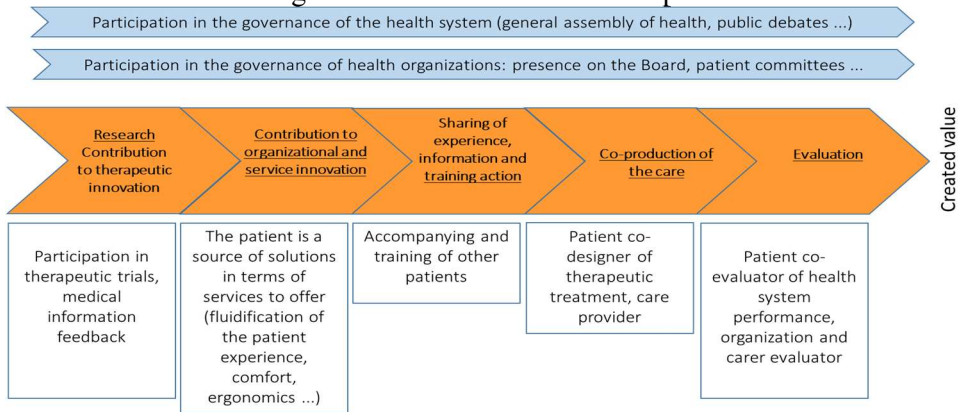 Participation in the governance of the health system (general assembly of health, public debates ...)
Participation in the governance of health organizations: presence on the Board, patient committees ...
Research
Contribution
to therapeutic
innovation
Contribution to
organizational and
service innovation
Sharing of
experience,
information and
training action
Co-production of
the care
Evaluation
Created value
Participation in
therapeutic trials,
medical
information
feedback
The patient is a
source of solutions
in terms of
services to offer
(fluidification of
the patient
experience,
comfort,
ergonomics ...)
Accompanying and
training of other
patients
Patient co-
designer of
therapeutic
treatment, care
provider
Patient co-
evaluator of health
system
performance,
organization and
carer evaluator